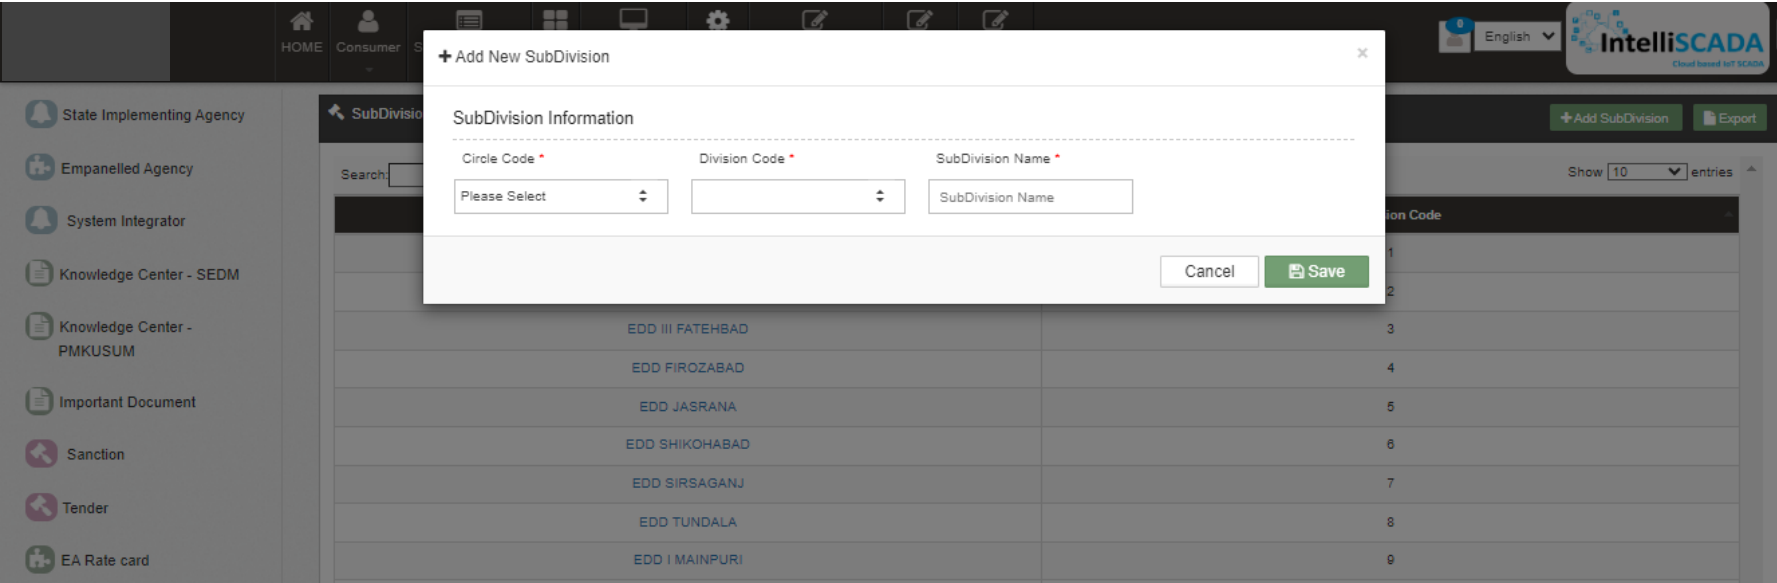 HOME Consumer S
0
English
IntelliSCADA
Cloud based IoT SCADA
Add New SubDivision
×
SubDivision Information
Circle Code *
Division Code *
SubDivision Name *
Please Select
SubDivision Name
Cancel
Save
State Implementing Agency
Empanelled Agency
System Integrator
Knowledge Center - SEDM
Knowledge Center -
PMKUSUM
Important Document
Sanction
Tender
EA Rate card
SubDivisio
+Add SubDivision
Export
Search:
Show 10 entries
ion Code
1
2
EDD III FATEHBAD 3
EDD FIROZABAD 4
EDD JASRANA 5
EDD SHIKOHABAD 6
EDD SIRSAGANJ 7
EDD TUNDALA 8
EDD I MAINPURI 9